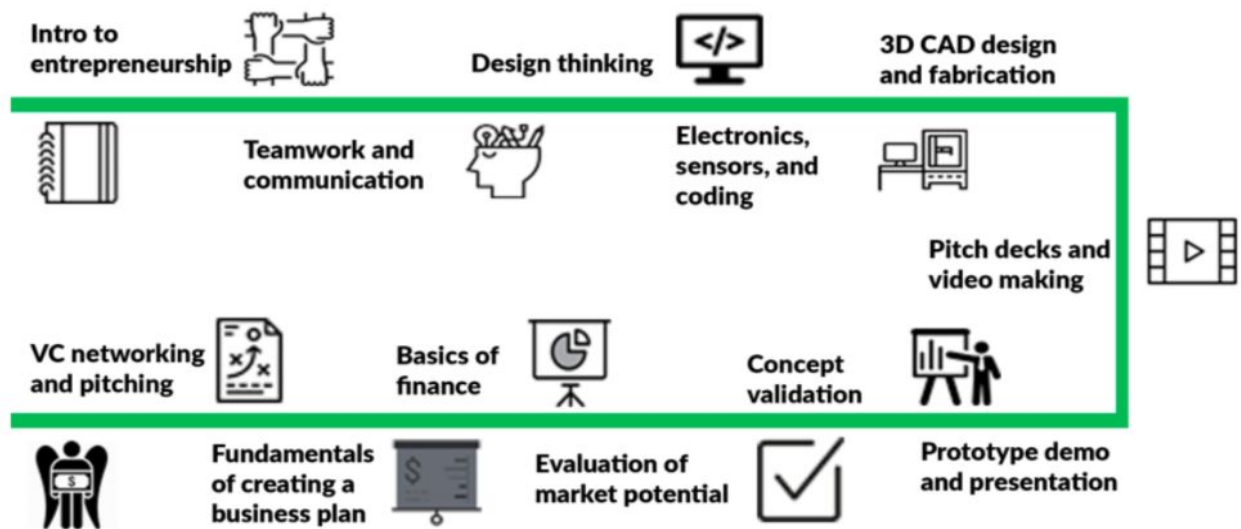 Intro to
entrepreneurship
Design thinking
3D CAD design
and fabrication
Teamwork and
communication
Electronics,
sensors, and
coding
Pitch decks and
video making
VC networking
and pitching
Basics of
finance
Concept
validation
Fundamentals
of creating a
business plan
Evaluation of
market potential
Prototype demo
and presentation